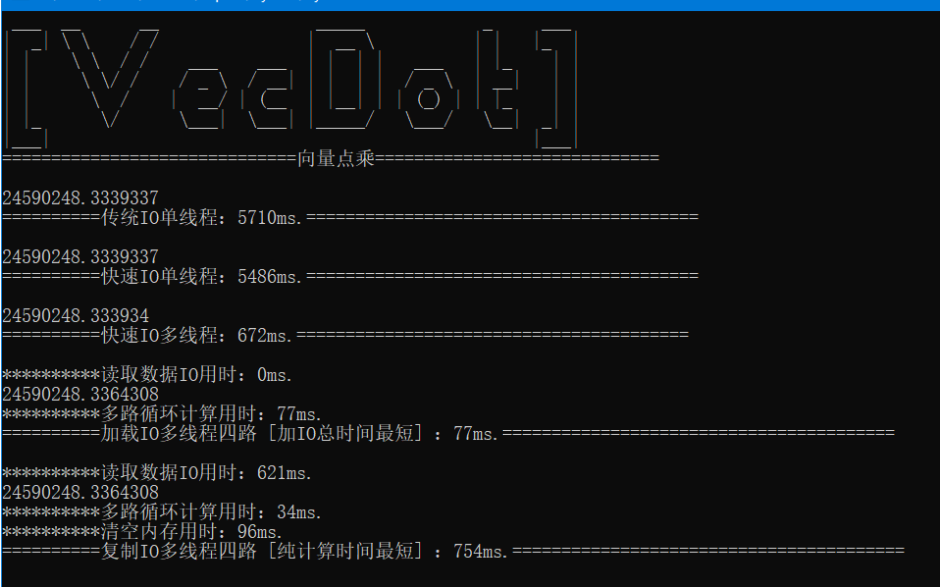 [VecDot]
==============================向量点乘=============================
24590248.3339337
==========传统IO单线程: 5710ms.========================================
24590248.3339337
==========快速IO单线程: 5486ms.========================================
24590248.333934
==========快速IO多线程: 672ms.========================================
**********读取数据IO用时: 0ms.
24590248.3364308
**********多路循环计算用时: 77ms.
==========加载IO多线程四路 [加IO总时间最短] : 77ms.========================================
**********读取数据IO用时: 621ms.
24590248.3364308
**********多路循环计算用时: 34ms.
**********清空内存用时: 96ms.
==========复制IO多线程四路 [纯计算时间最短] : 754ms.========================================